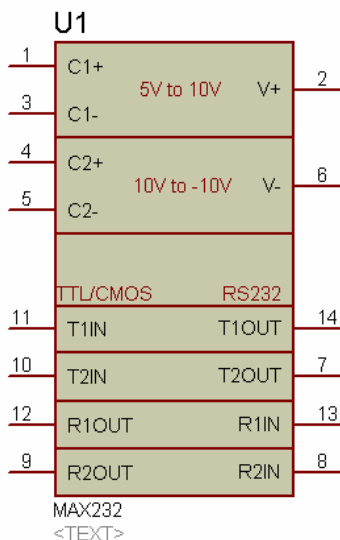 U1
1 C1+ 5V to 10V V+ 2
3 C1-
4 C2+ 10V to -10V V- 6
5 C2-
TTL/CMOS RS232
11 T1IN T1OUT 14
10 T2IN T2OUT 7
12 R1OUT R1IN 13
9 R2OUT R2IN 8
MAX232
<TEXT>